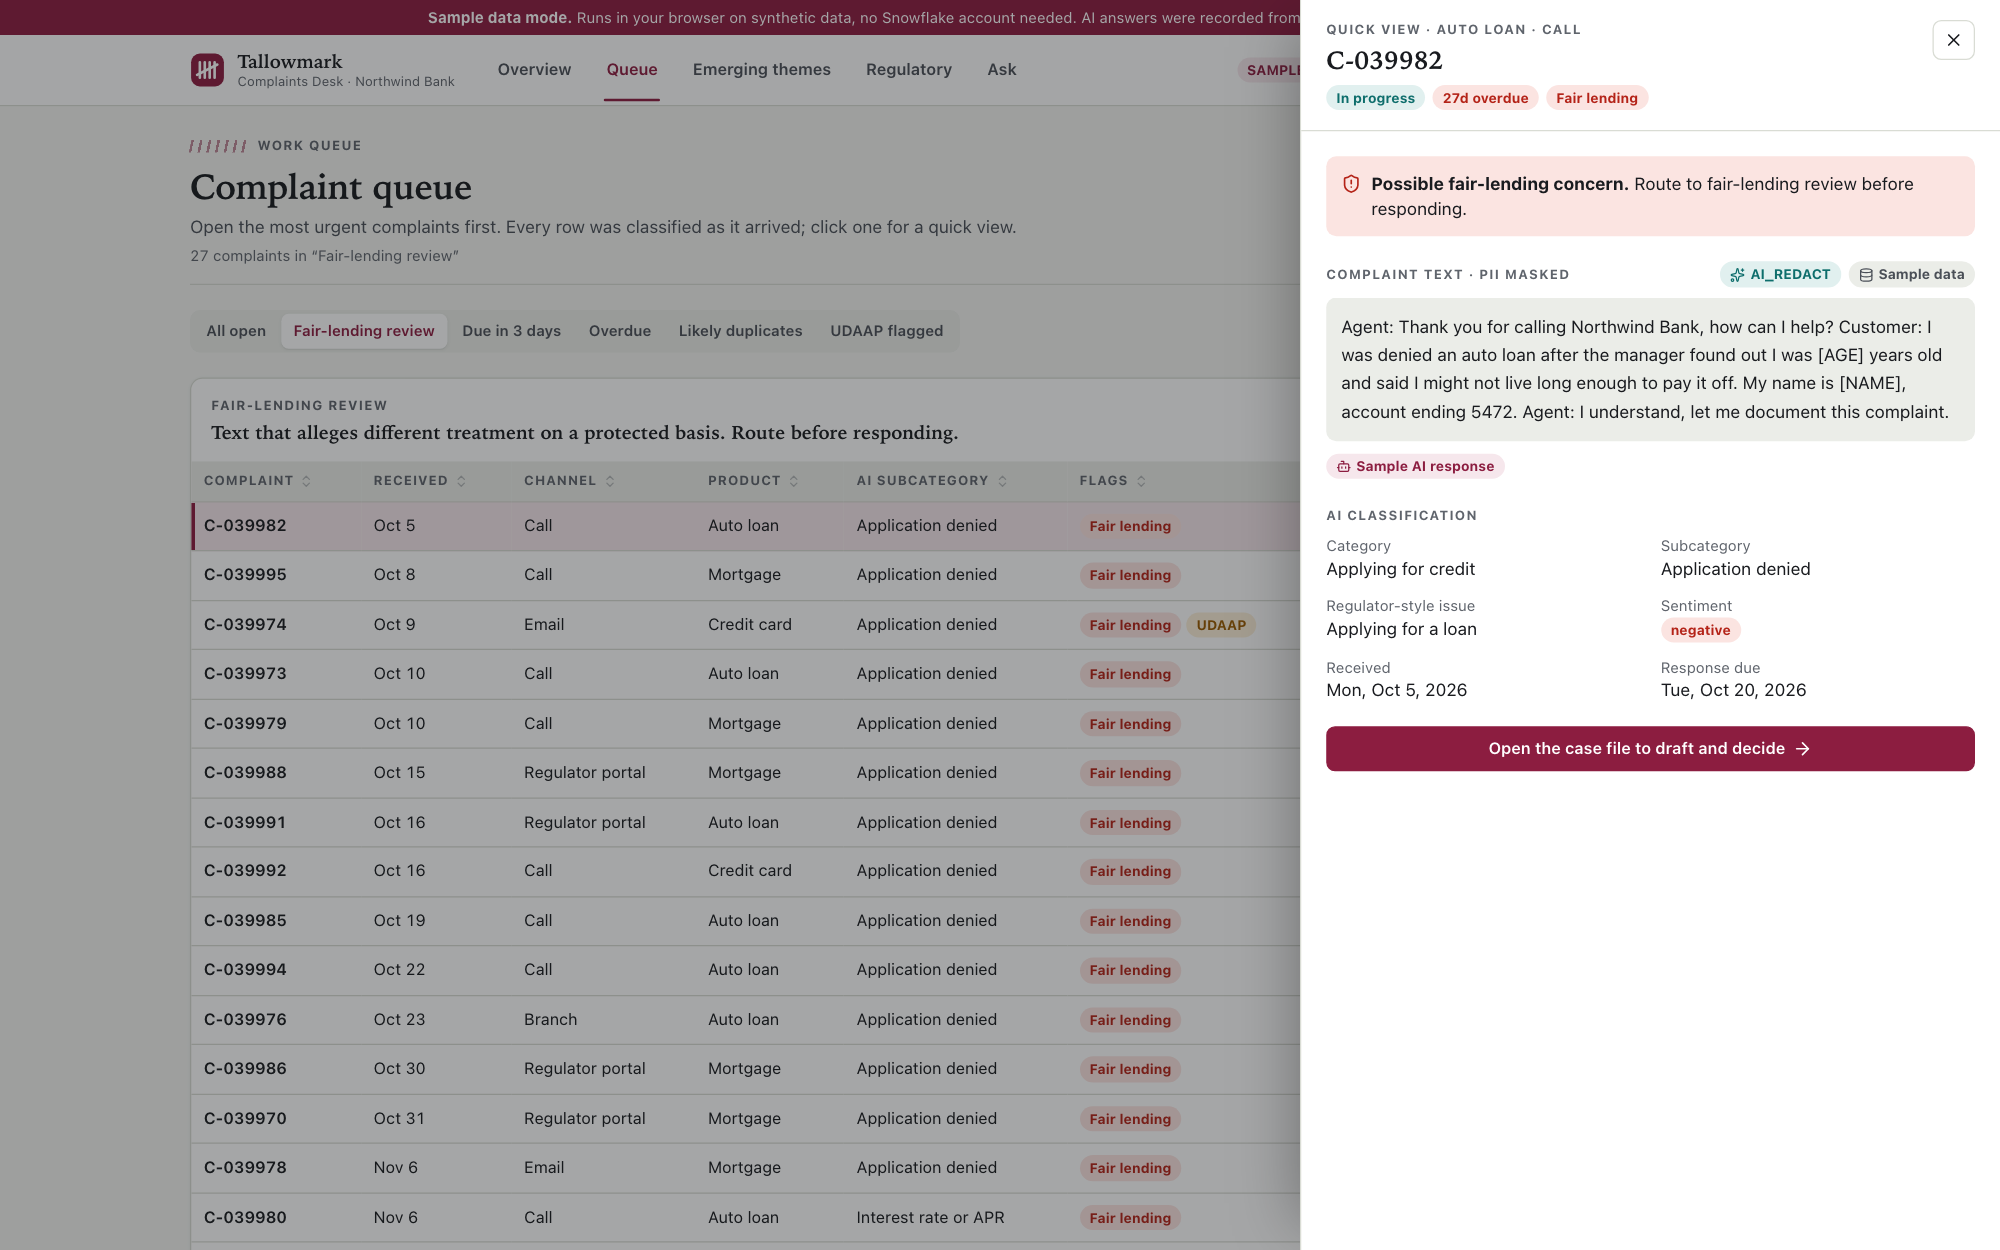 Sample data mode. Runs in your browser on synthetic data, no Snowflake account needed. AI answers were recorded from
Tallowmark
Complaints Desk · Northwind Bank
Overview
Queue
Emerging themes
Regulatory
Ask
WORK QUEUE
Complaint queue
Open the most urgent complaints first. Every row was classified as it arrived; click one for a quick view.
27 complaints in “Fair-lending review”
All open
Fair-lending review
Due in 3 days
Overdue
Likely duplicates
UDAAP flagged
FAIR-LENDING REVIEW
Text that alleges different treatment on a protected basis. Route before responding.
COMPLAINT RECEIVED CHANNEL PRODUCT AI SUBCATEGORY FLAGS
C-039982 Oct 5 Call Auto loan Application denied Fair lending
C-039995 Oct 8 Call Mortgage Application denied Fair lending
C-039974 Oct 9 Email Credit card Application denied Fair lending UDAAP
C-039973 Oct 10 Call Auto loan Application denied Fair lending
C-039979 Oct 10 Call Mortgage Application denied Fair lending
C-039988 Oct 15 Regulator portal Mortgage Application denied Fair lending
C-039991 Oct 16 Regulator portal Auto loan Application denied Fair lending
C-039992 Oct 16 Call Credit card Application denied Fair lending
C-039985 Oct 19 Call Auto loan Application denied Fair lending
C-039994 Oct 22 Call Auto loan Application denied Fair lending
C-039976 Oct 23 Branch Auto loan Application denied Fair lending
C-039986 Oct 30 Regulator portal Mortgage Application denied Fair lending
C-039970 Oct 31 Regulator portal Mortgage Application denied Fair lending
C-039978 Nov 6 Email Mortgage Application denied Fair lending
C-039980 Nov 6 Call Auto loan Interest rate or APR Fair lending
QUICK VIEW · AUTO LOAN · CALL
C-039982
In progress
27d overdue
Fair lending
Possible fair-lending concern. Route to fair-lending review before
responding.
COMPLAINT TEXT · PII MASKED
AI_REDACT
Sample data
Agent: Thank you for calling Northwind Bank, how can I help? Customer: I
was denied an auto loan after the manager found out I was [AGE] years old
and said I might not live long enough to pay it off. My name is [NAME],
account ending 5472. Agent: I understand, let me document this complaint.
Sample AI response
AI CLASSIFICATION
Category
Applying for credit
Subcategory
Application denied
Regulator-style issue
Applying for a loan
Sentiment
negative
Received
Mon, Oct 5, 2026
Response due
Tue, Oct 20, 2026
Open the case file to draft and decide